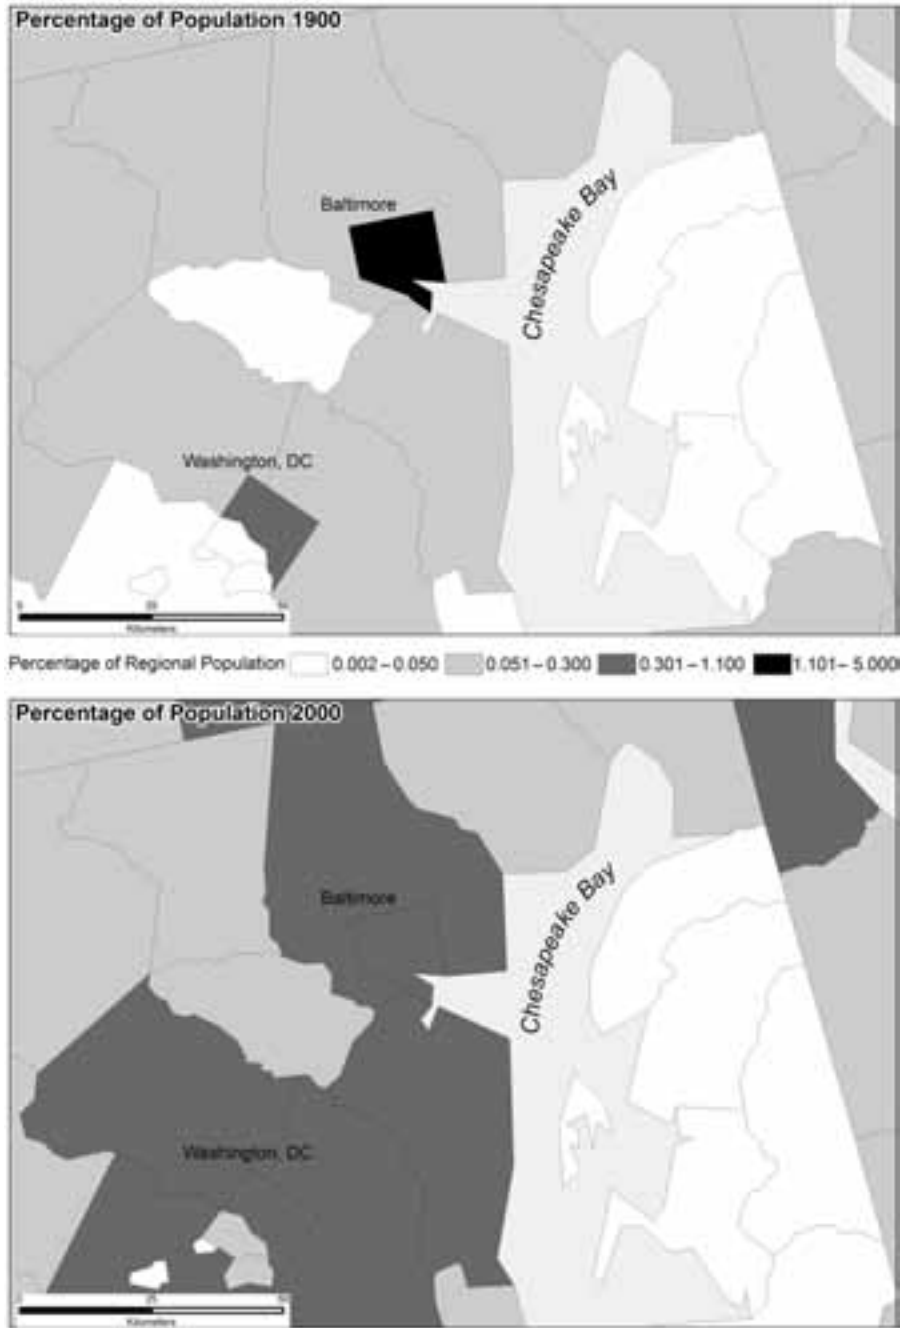 Percentage of Population 1900
Baltimore
Chesapeake Bay
Washington, DC
Kilometers
Percentage of Regional Population 0.002–0.050 0.051–0.300 0.301–1.100 1.101–5.0000
Percentage of Population 2000
Baltimore
Chesapeake Bay
Washington, DC
Kilometers